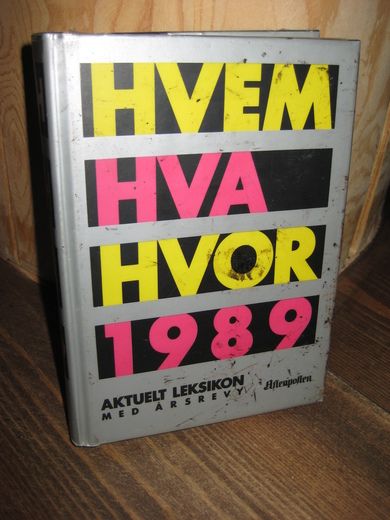 HVEM
HVA
HVOR
1989
AKTUELT LEKSIKON
MED ÅRSREVY
Aftenposten